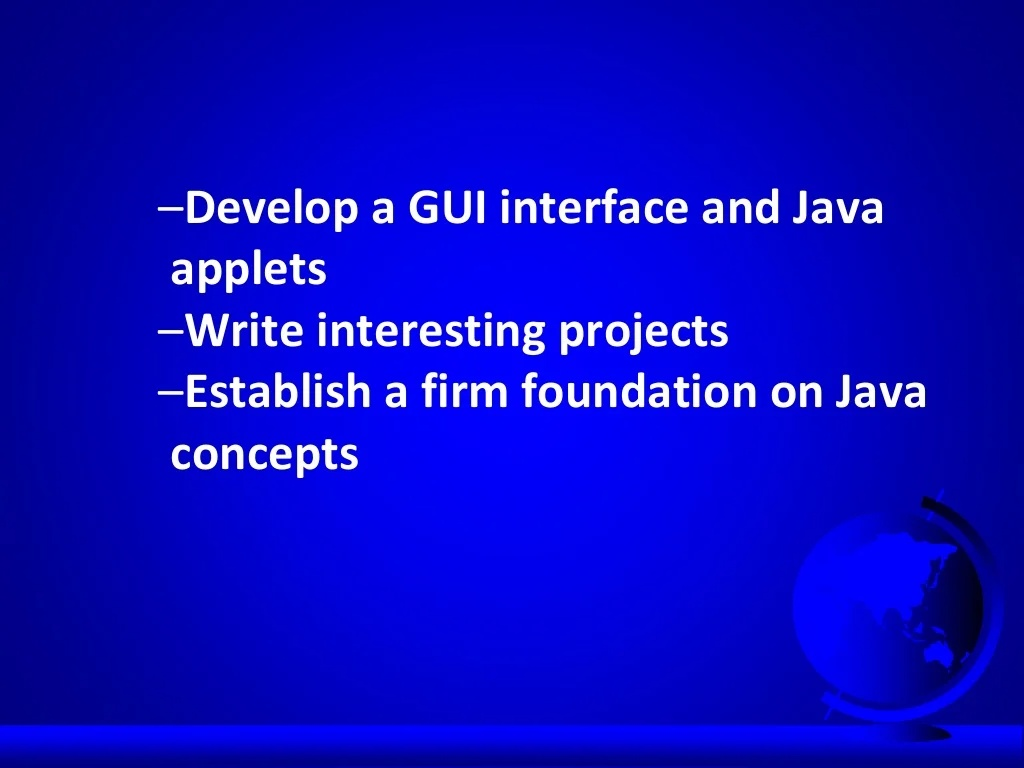 –Develop a GUI interface and Java
applets
–Write interesting projects
–Establish a firm foundation on Java
concepts